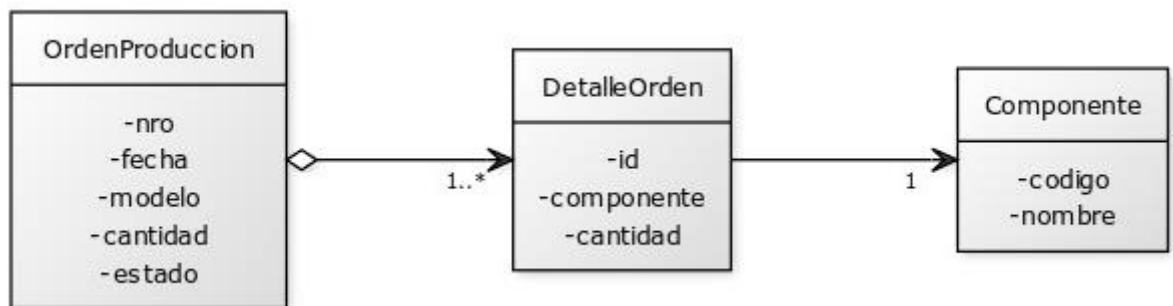 OrdenProduccion
-nro
-fecha
-modelo
-cantidad
-estado
1..*
DetalleOrden
-id
-componente
-cantidad
1
Componente
-codigo
-nombre